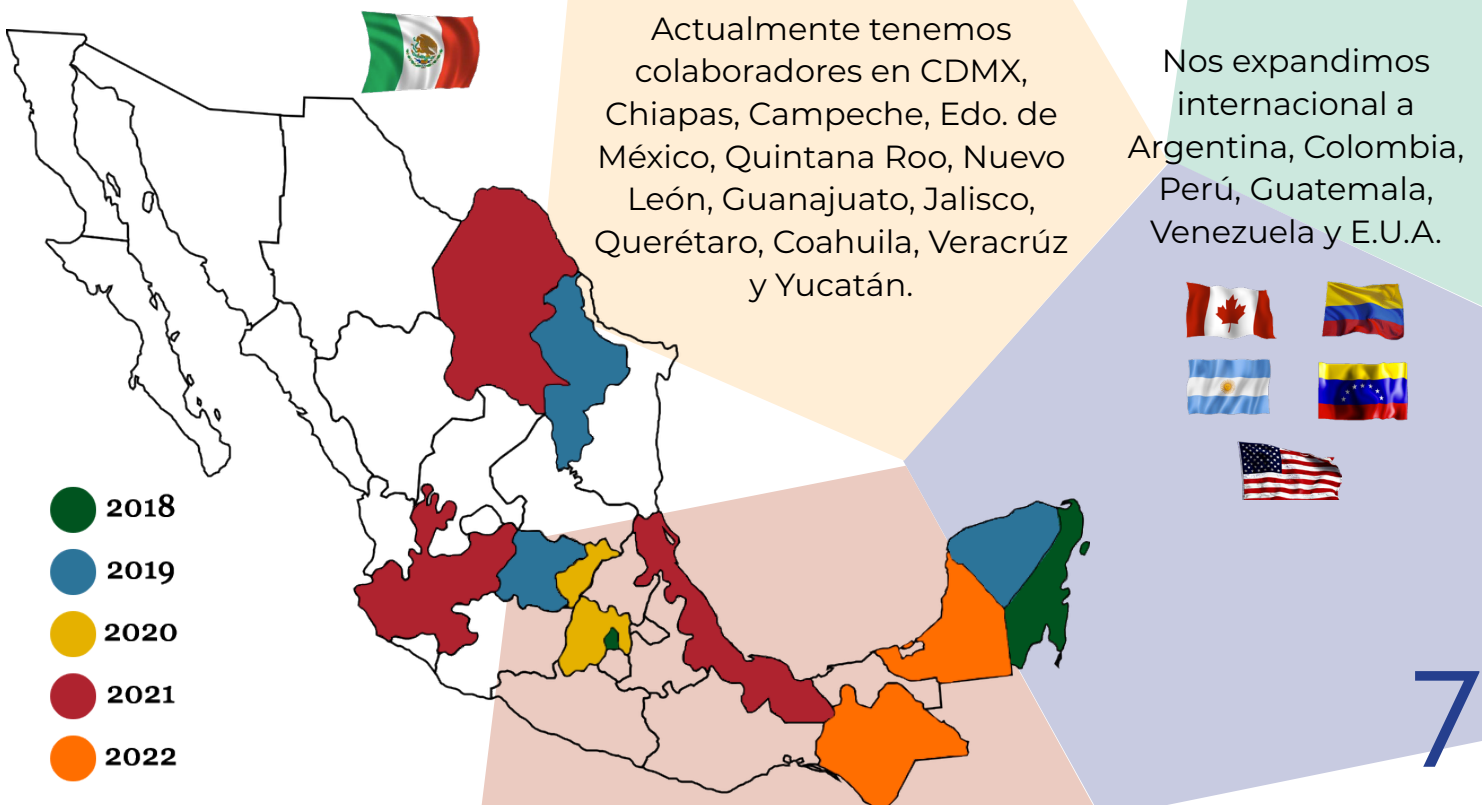 Actualmente tenemos
colaboradores en CDMX,
Chiapas, Campeche, Edo. de
México, Quintana Roo, Nuevo
León, Guanajuato, Jalisco,
Querétaro, Coahuila, Veracrúz
y Yucatán.
Nos expandimos
internacional a
Argentina, Colombia,
Perú, Guatemala,
Venezuela y E.U.A.
2018
2019
2020
2021
2022
7